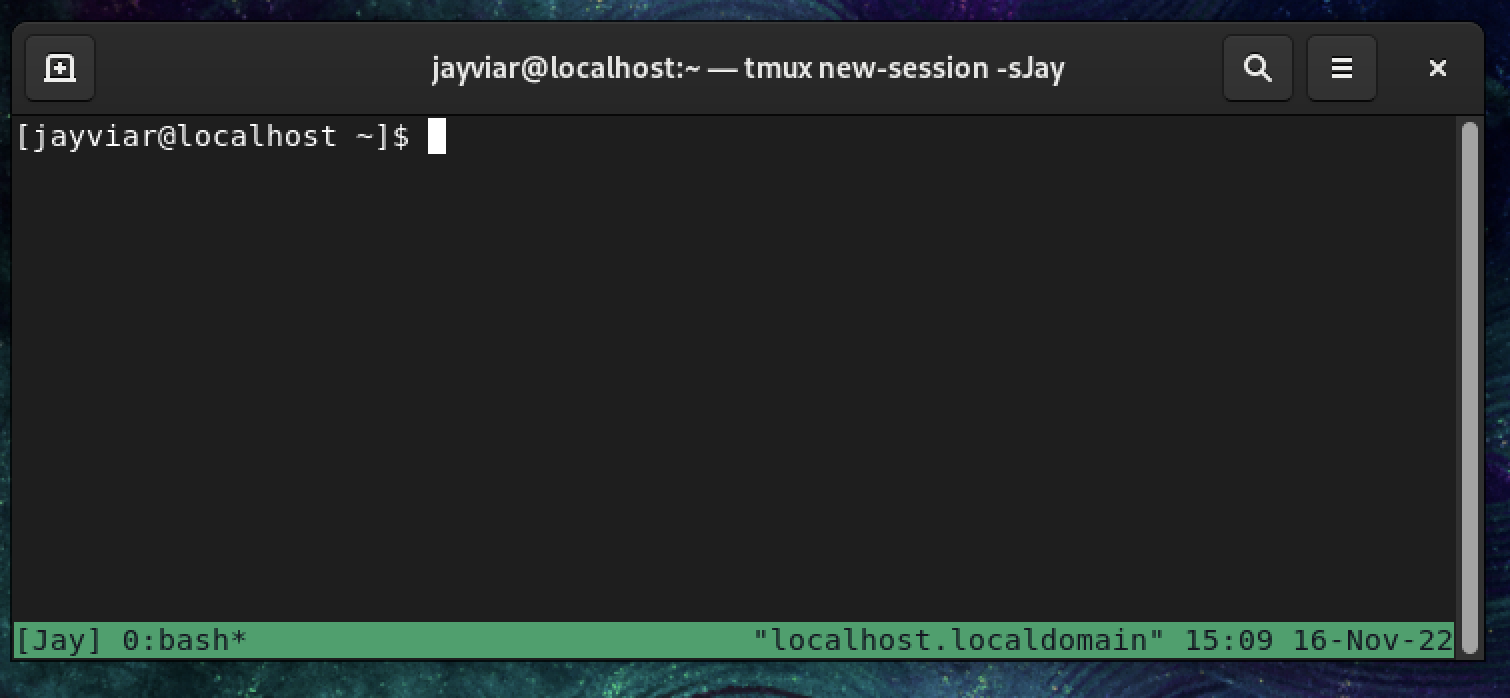 jayviar@localhost:~ — tmux new-session -sJay
[jayviar@localhost ~]$
[Jay] 0:bash* "localhost.localdomain" 15:09 16-Nov-22